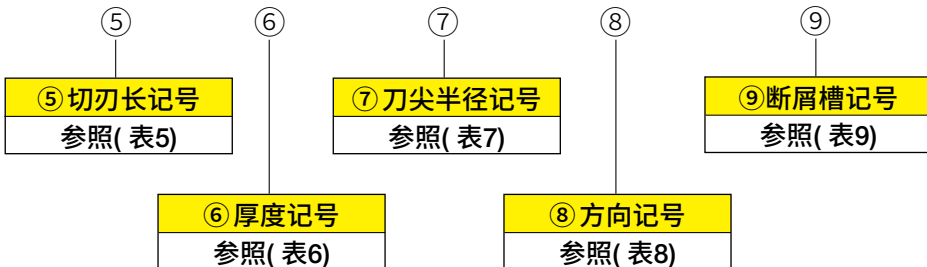 ⑤ ⑥ ⑦ ⑧ ⑨
⑤切刃长记号
参照( 表5)
⑦刀尖半径记号
参照( 表7)
⑨断屑槽记号
参照( 表9)
⑥厚度记号
参照( 表6)
⑧方向记号
参照( 表8)